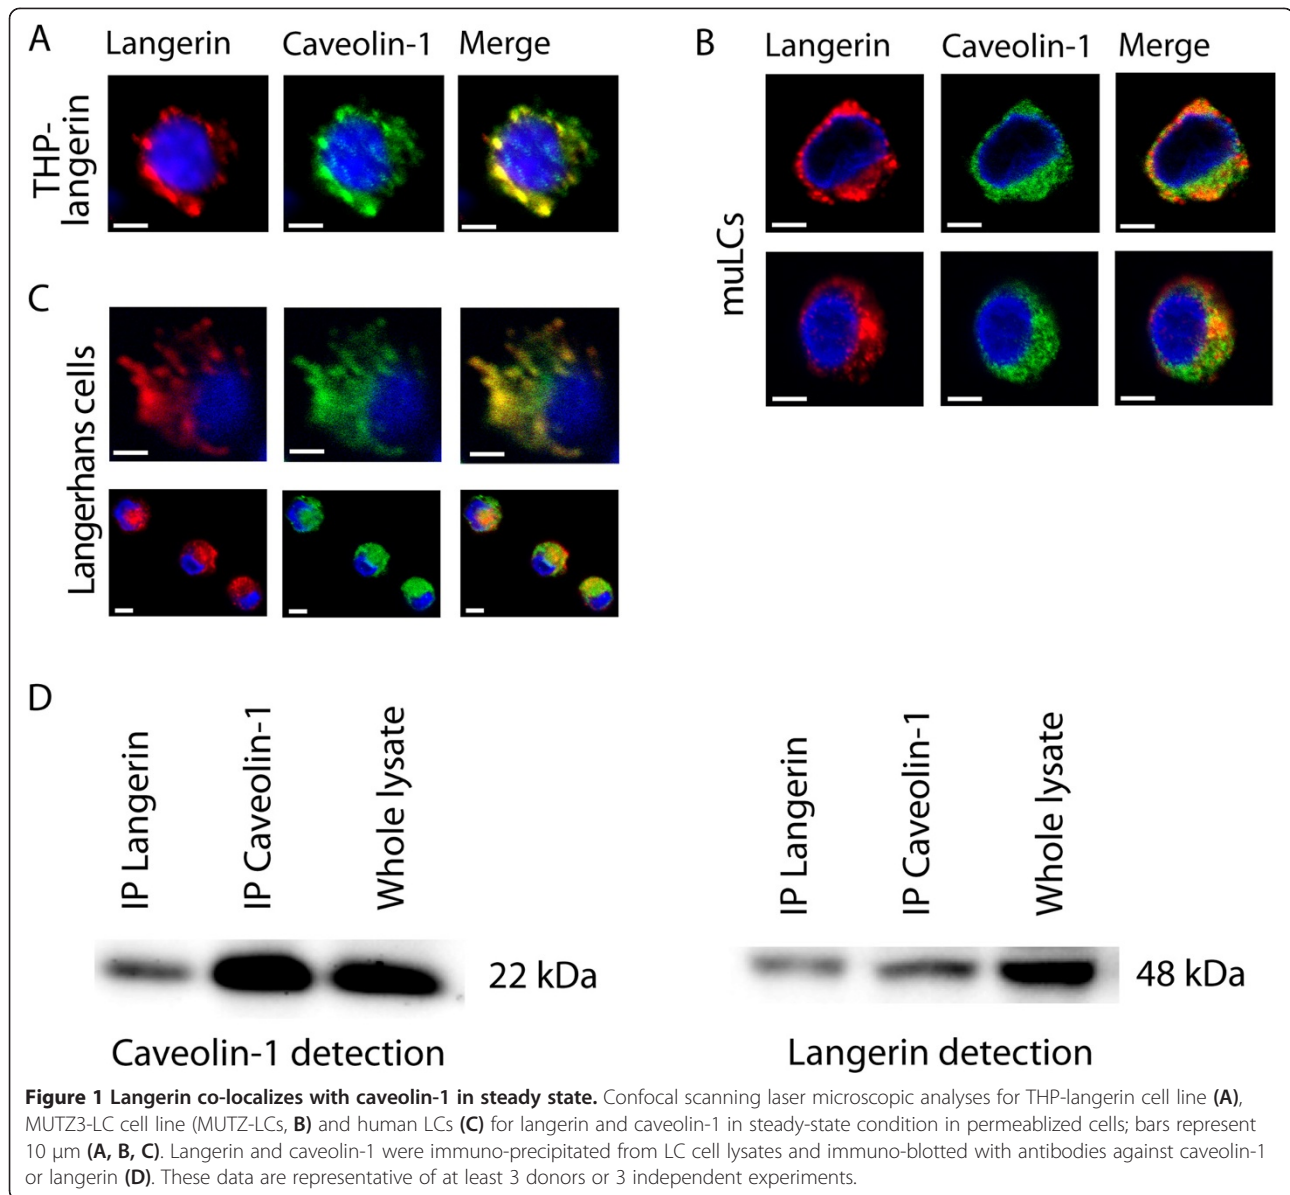 A
Langerin
Caveolin-1
Merge
THP-
langerin
B
Langerin
Caveolin-1
Merge
muLCs
C
Langerhans cells
D
IP Langerin
IP Caveolin-1
Whole lysate
22 kDa
Caveolin-1 detection
IP Langerin
IP Caveolin-1
Whole lysate
48 kDa
Langerin detection
Figure 1 Langerin co-localizes with caveolin-1 in steady state. Confocal scanning laser microscopic analyses for THP-langerin cell line (A),
MUTZ3-LC cell line (MUTZ-LCs, B) and human LCs (C) for langerin and caveolin-1 in steady-state condition in permeablized cells; bars represent
10 μm (A, B, C). Langerin and caveolin-1 were immuno-precipitated from LC cell lysates and immuno-blotted with antibodies against caveolin-1
or langerin (D). These data are representative of at least 3 donors or 3 independent experiments.